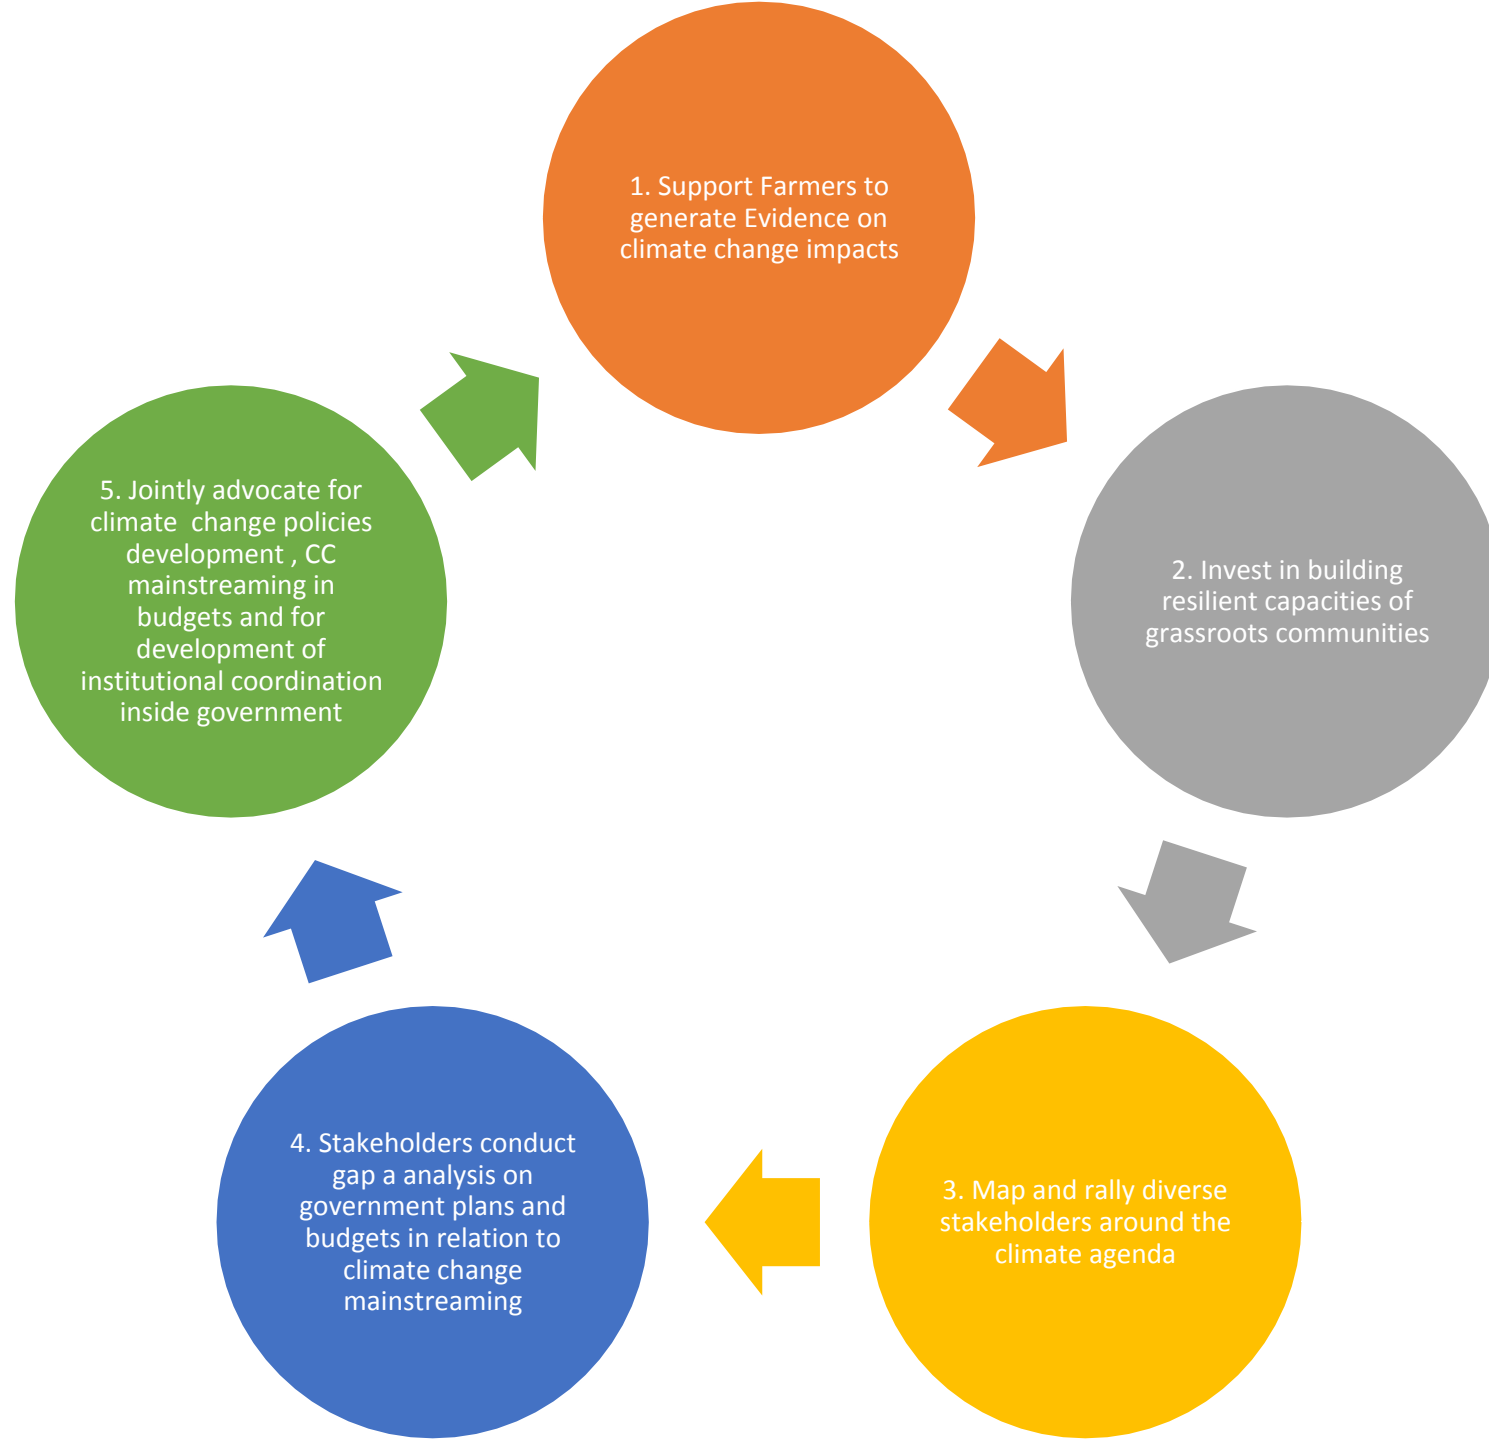 1. Support Farmers to
generate Evidence on
climate change impacts
2. Invest in building
resilient capacities of
grassroots communities
3. Map and rally diverse
stakeholders around the
climate agenda
4. Stakeholders conduct
gap a analysis on
government plans and
budgets in relation to
climate change
mainstreaming
5. Jointly advocate for
climate  change policies
development , CC
mainstreaming in
budgets and for
development of
institutional coordination
inside government